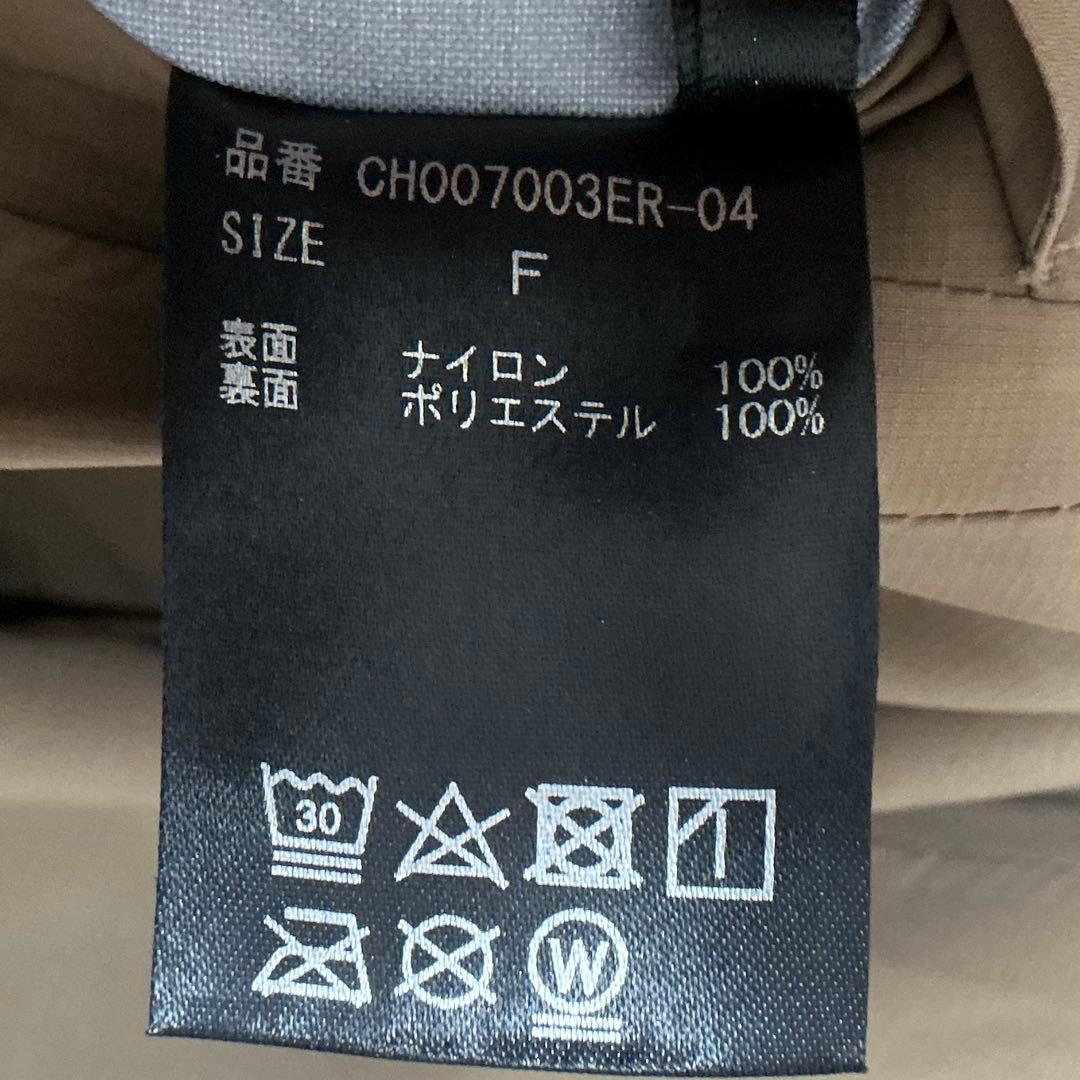 品番 CH007003ER-04
SIZE F
表面 ナイロン 100%
裏面 ポリエステル 100%
30
W